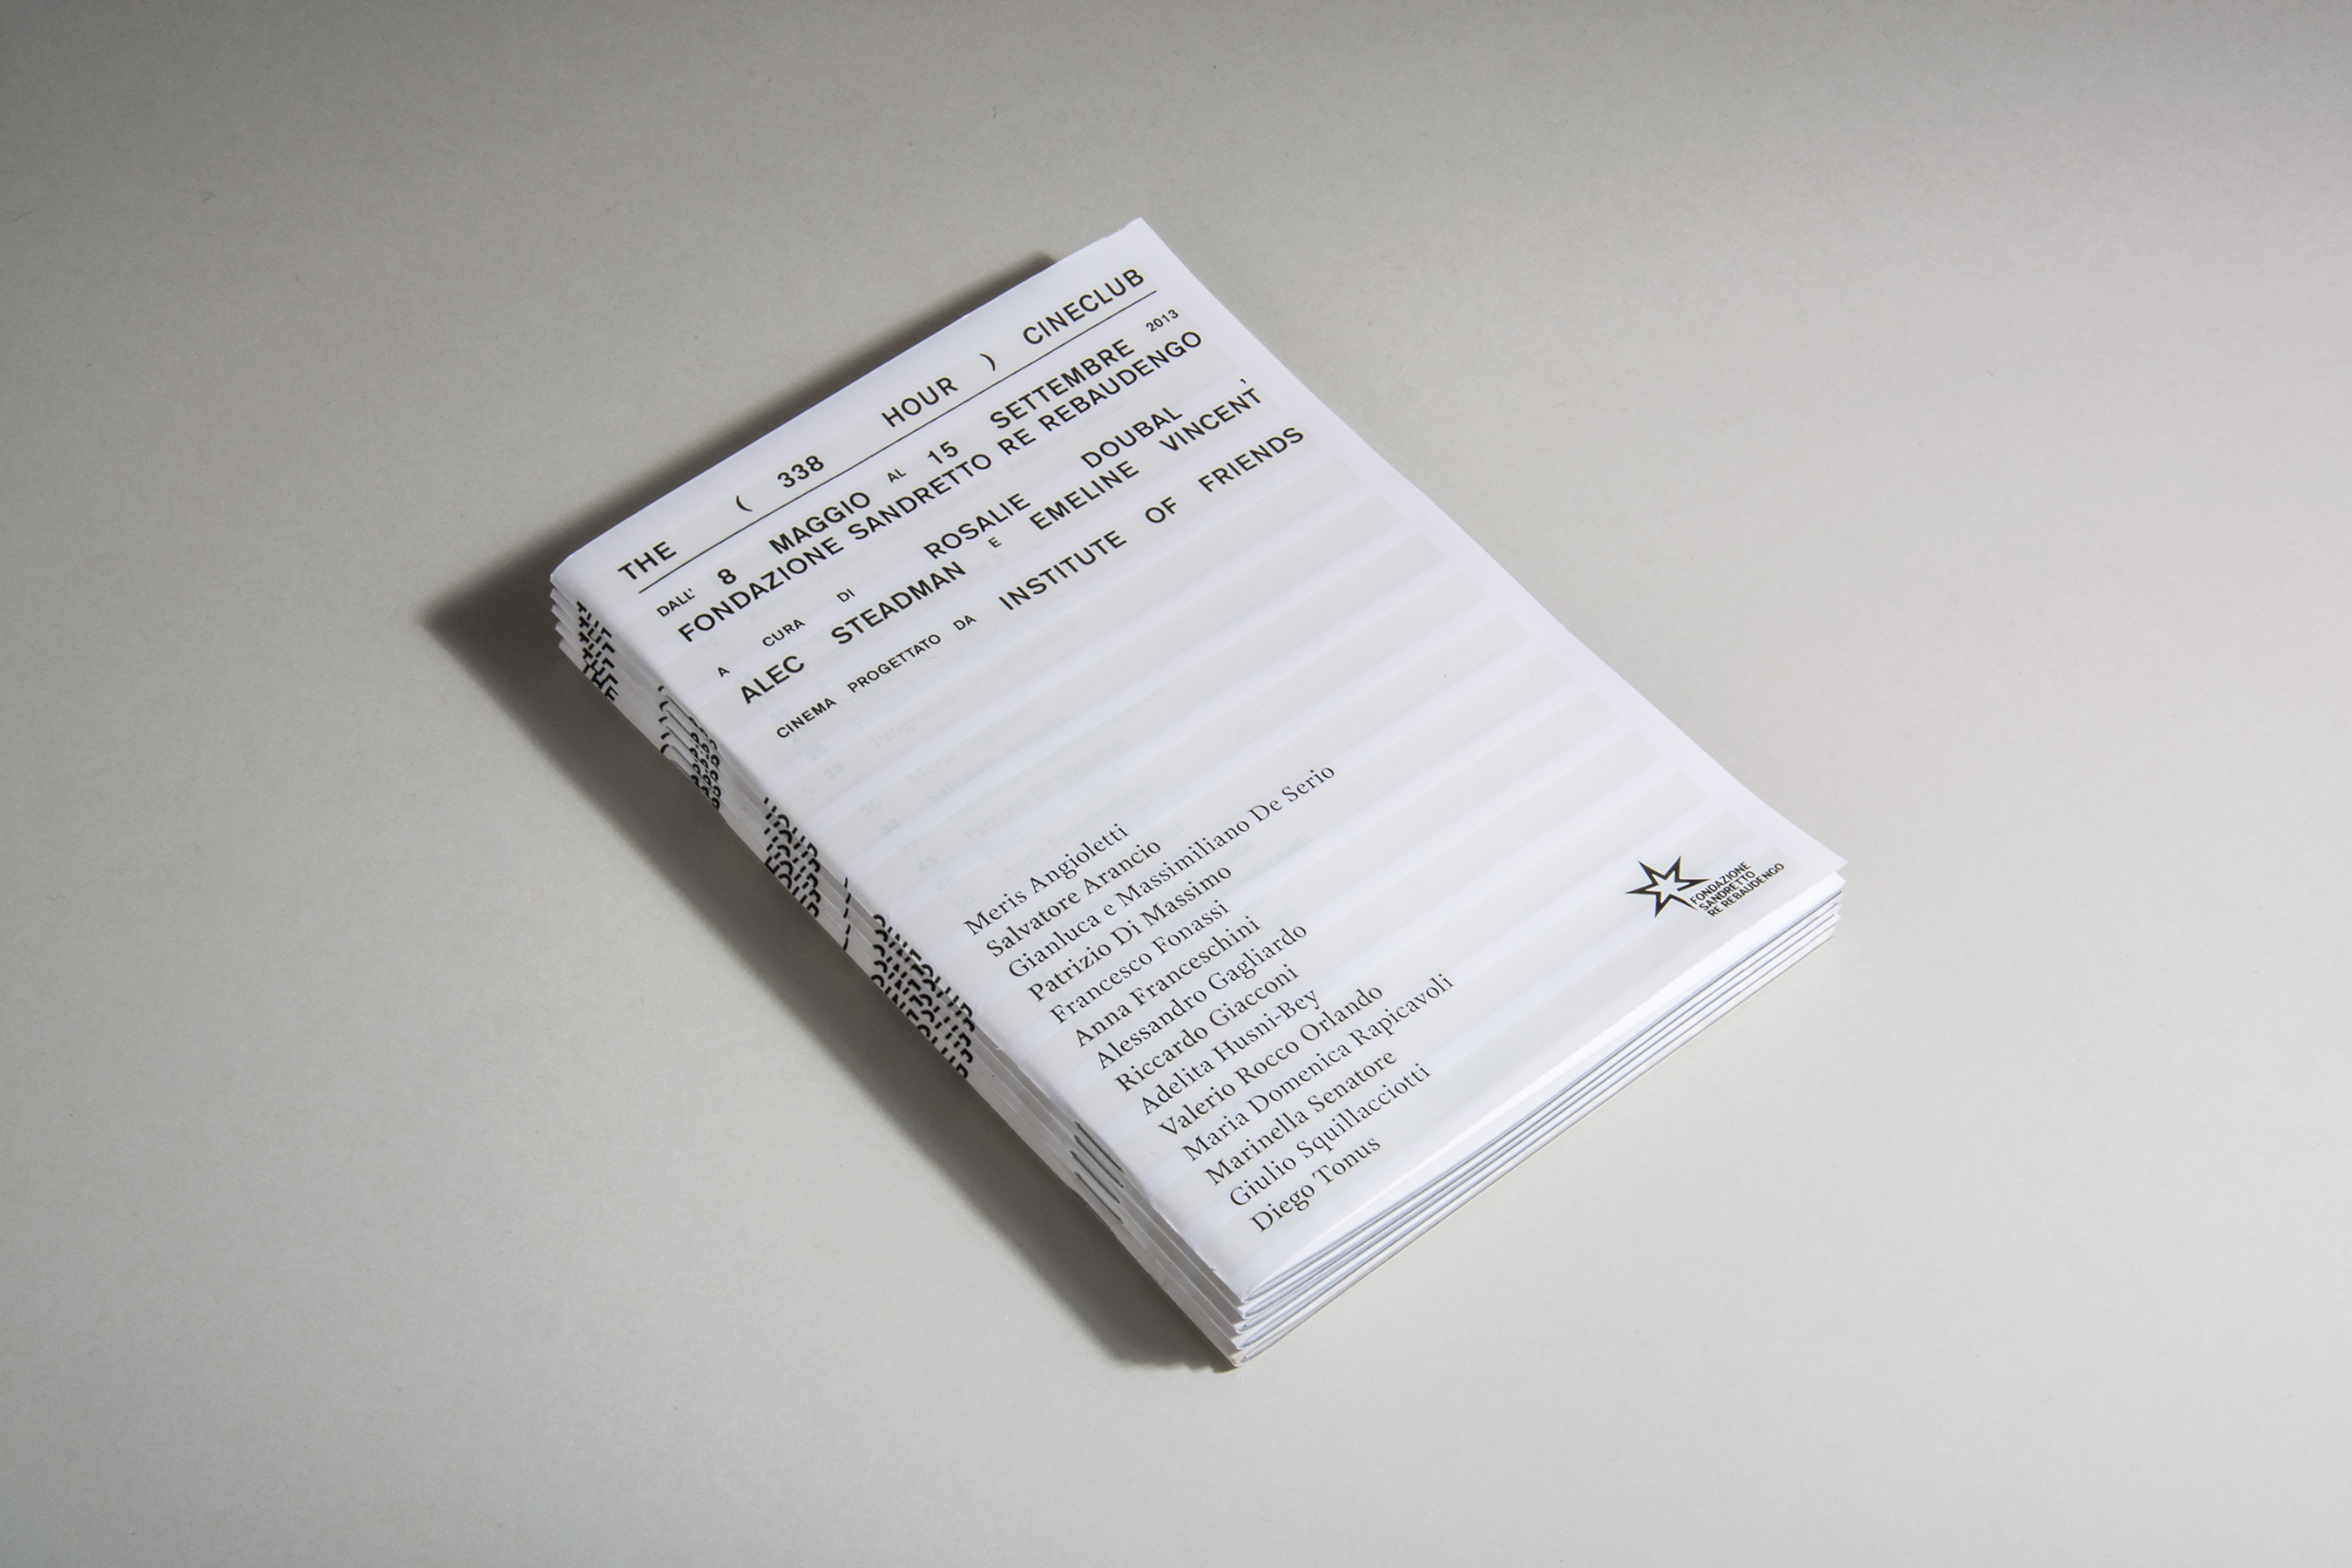 THE ( 338 HOUR ) CINECLUB
DALL' 8 MAGGIO AL 15 SETTEMBRE 2013
FONDAZIONE SANDRETTO RE REBAUDENGO
A CURA DI ROSALIE DOUBAL ,
ALEC STEADMAN E EMELINE VINCENT
CINEMA PROGETTATO DA INSTITUTE OF FRIENDS
Meris Angioletti
Salvatore Arancio
Gianluca e Massimiliano De Serio
Patrizio Di Massimo
Francesco Fonassi
Anna Franceschini
Alessandro Gagliardo
Riccardo Giacconi
Adelita Husni-Bey
Valerio Rocco Orlando
Maria Domenica Rapicavoli
Marinella Senatore
Giulio Squillacciotti
Diego Tonus
FONDAZIONE
SANDRETTO
RE REBAUDENGO